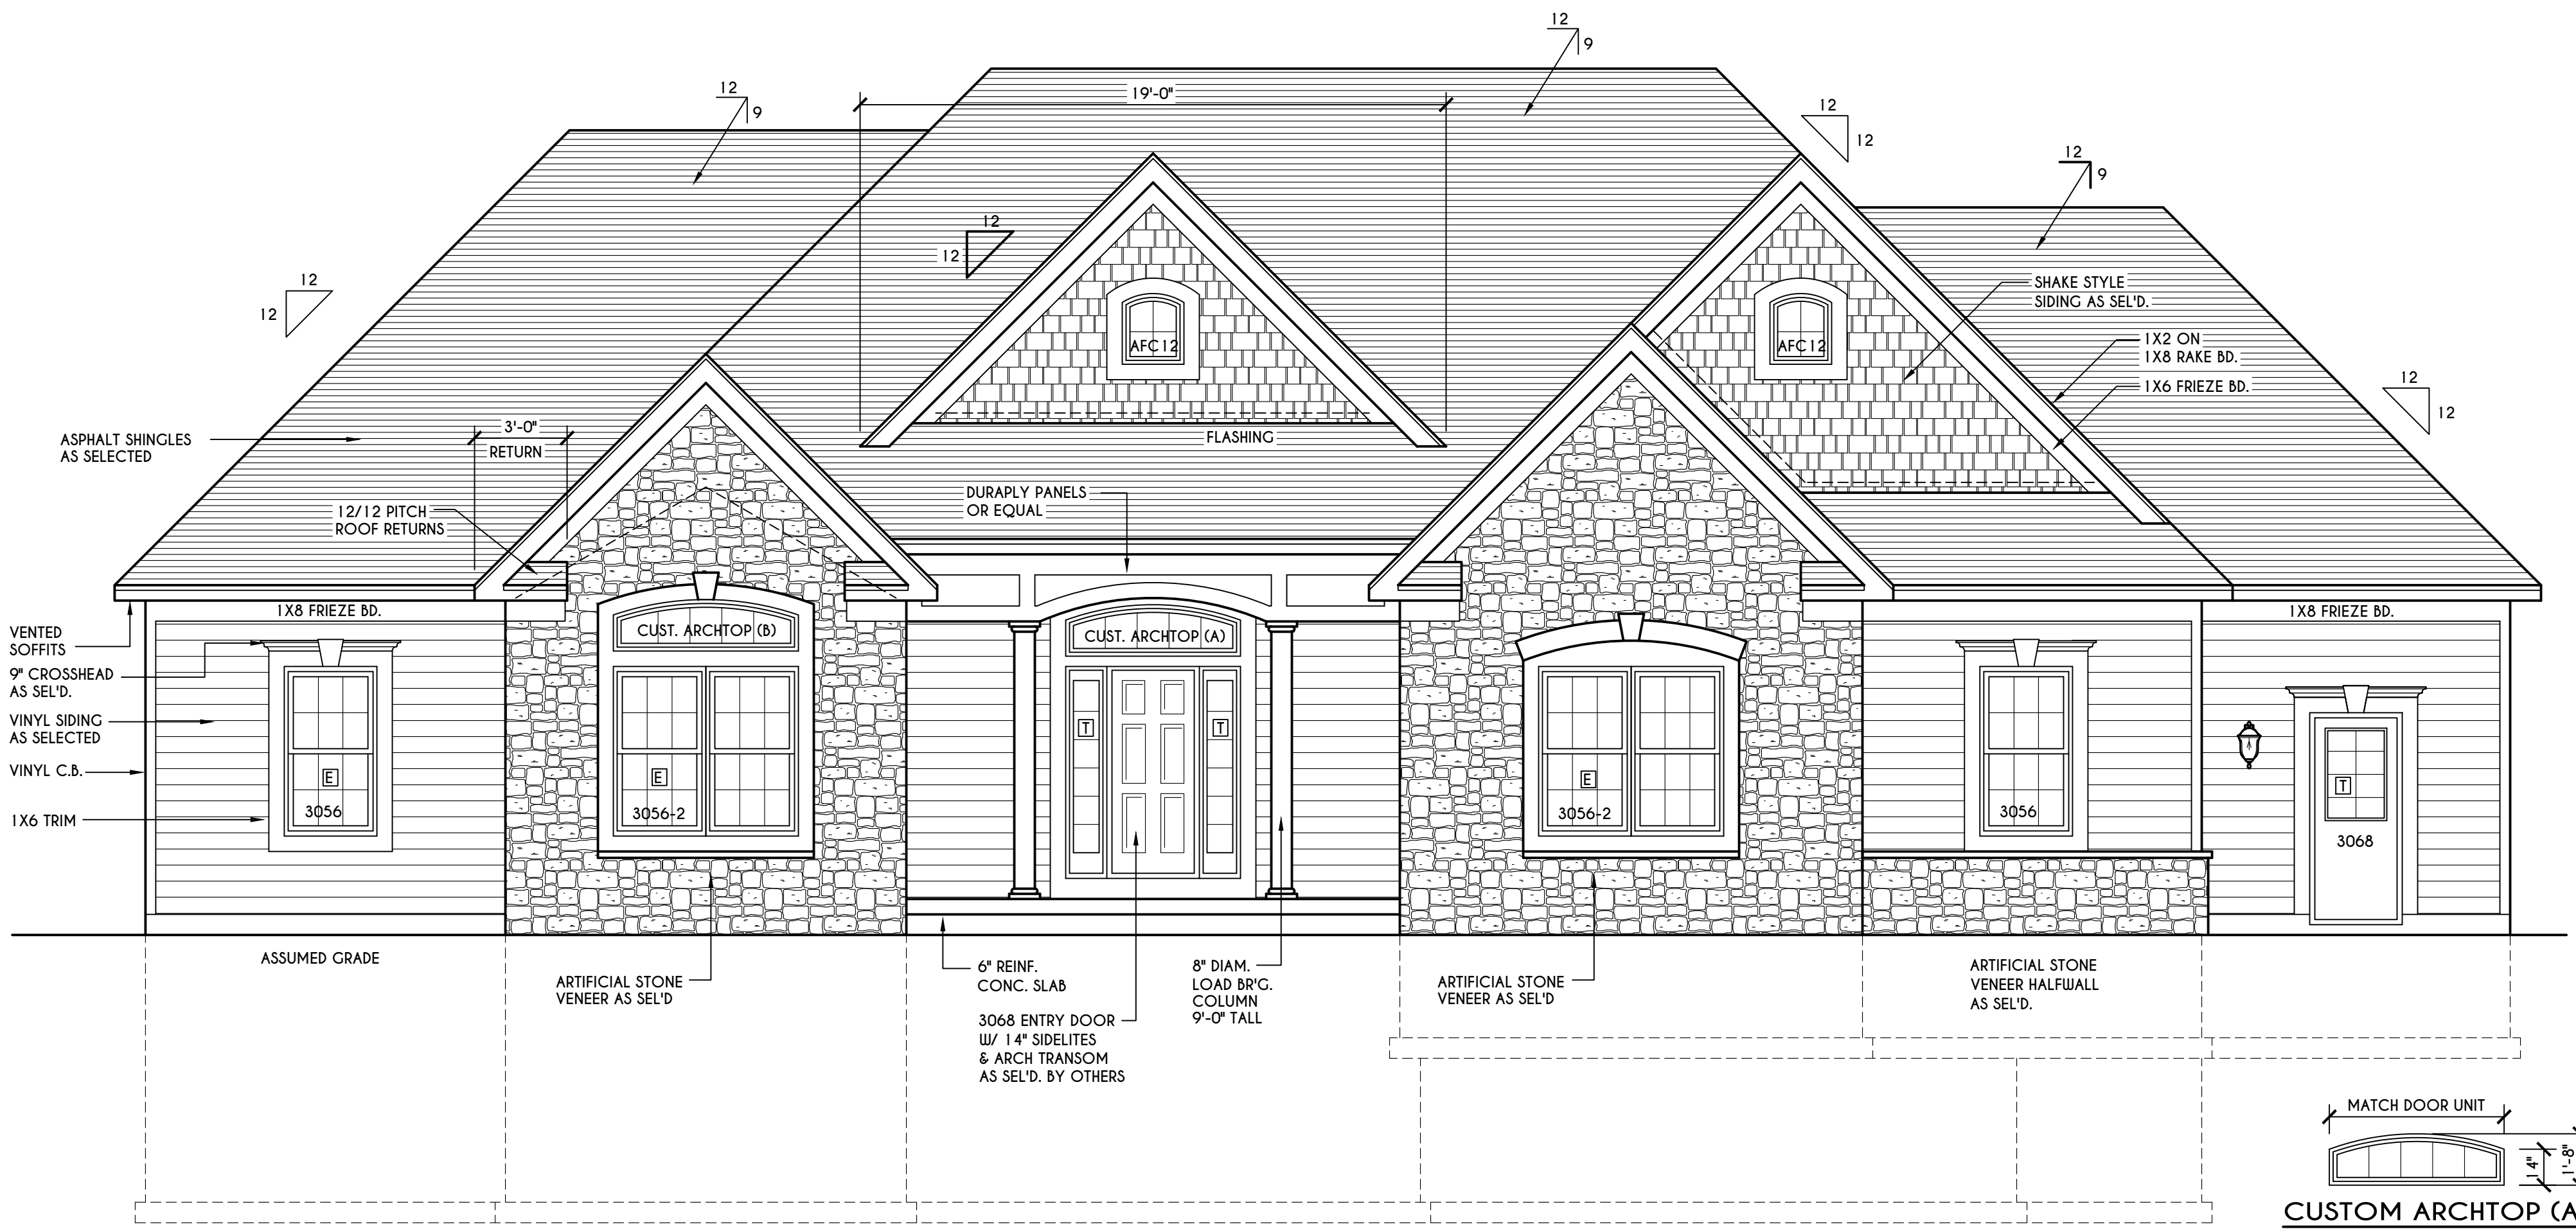 12
9
12
9
19'-0"
12
12
12
9
12
12
12
12
SHAKE STYLE
SIDING AS SEL'D.
1X2 ON
1X8 RAKE BD.
1X6 FRIEZE BD.
12
12
AFC12
AFC12
3'-0"
RETURN
ASPHALT SHINGLES
AS SELECTED
FLASHING
12/12 PITCH
ROOF RETURNS
DURAPLY PANELS
OR EQUAL
1X8 FRIEZE BD.
1X8 FRIEZE BD.
VENTED
SOFFITS
9" CROSSHEAD
AS SEL'D.
VINYL SIDING
AS SELECTED
VINYL C.B.
1X6 TRIM
CUST. ARCHTOP (B)
CUST. ARCHTOP (A)
E
3056
E
3056-2
T
T
E
3056-2
3056
T
3068
ASSUMED GRADE
ARTIFICIAL STONE
VENEER AS SEL'D
6" REINF.
CONC. SLAB
3068 ENTRY DOOR
W/ 14" SIDELITES
& ARCH TRANSOM
AS SEL'D. BY OTHERS
8" DIAM.
LOAD BR'G.
COLUMN
9'-0" TALL
ARTIFICIAL STONE
VENEER AS SEL'D
ARTIFICIAL STONE
VENEER HALFWALL
AS SEL'D.
MATCH DOOR UNIT
14"
1'-8"
CUSTOM ARCHTOP (A